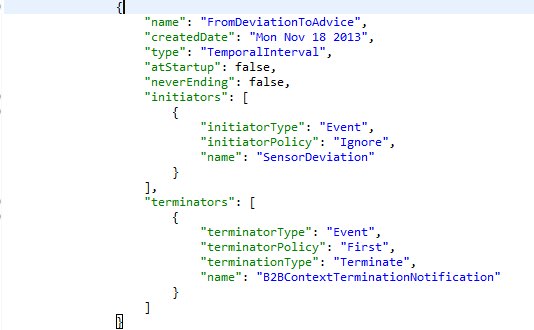 {
"name": "FromDeviationToAdvice",
"createdDate": "Mon Nov 18 2013",
"type": "TemporalInterval",
"atStartup": false,
"neverEnding": false,
"initiators": [
{
"initiatorType": "Event",
"initiatorPolicy": "Ignore",
"name": "SensorDeviation"
}
],
"terminators": [
{
"terminatorType": "Event",
"terminatorPolicy": "First",
"terminationType": "Terminate",
"name": "B2BContextTerminationNotification"
}
]
}